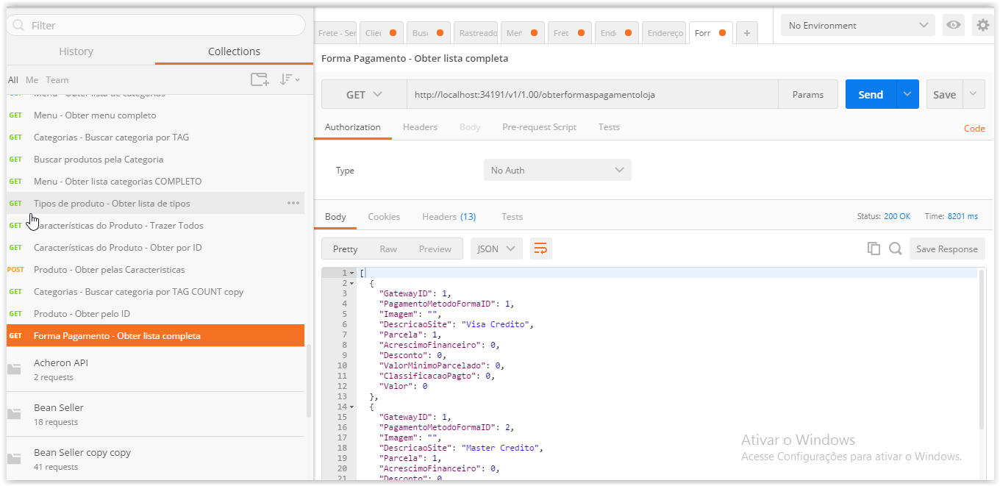 Filter
History
Collections
All
Me
Team
Menu - Obter lista de categorias
GET
Menu - Obter menu completo
GET
Categorias - Buscar categoria por TAG
GET
Buscar produtos pela Categoria
GET
Menu - Obter lista categorias COMPLETO
GET
Tipos de produto - Obter lista de tipos
GET
aracterísticas do Produto - Trazer Todos
GET
Características do Produto - Obter por ID
POST
Produto - Obter pelas Caracteristicas
GET
Categorias - Buscar categoria por TAG COUNT copy
GET
Produto - Obter pelo ID
GET
Forma Pagamento - Obter lista completa
Acheron API
2 requests
Bean Seller
18 requests
Bean Seller copy copy
41 requests
Frete - Ser
Clie
Bus
Rastreado
Men
Fret
End
Endereço
Forr
+
No Environment
Forma Pagamento - Obter lista completa
GET
http://localhost:34191/v1/1.00/obterformaspagamentoloja
Params
Send
Save
Authorization
Headers
Body
Pre-request Script
Tests
Code
Type
No Auth
Body
Cookies
Headers (13)
Tests
Status: 200 OK
Time: 8201 ms
Pretty
Raw
Preview
JSON
Save Response
1 [
2 {
3 "GatewayID": 1,
4 "PagamentoMetodoFormaID": 1,
5 "Imagem": "",
6 "DescricaoSite": "Visa Credito",
7 "Parcela": 1,
8 "AcrescimoFinanceiro": 0,
9 "Desconto": 0,
10 "ValorMinimoParcelado": 0,
11 "ClassificacaoPagto": 0,
12 "Valor": 0
13 },
14 {
15 "GatewayID": 1,
16 "PagamentoMetodoFormaID": 2,
17 "Imagem": "",
18 "DescricaoSite": "Master Credito",
19 "Parcela": 1,
20 "AcrescimoFinanceiro": 0,
21 "Desconto": 0
Ativar o Windows
Acesse Configurações para ativar o Windows.